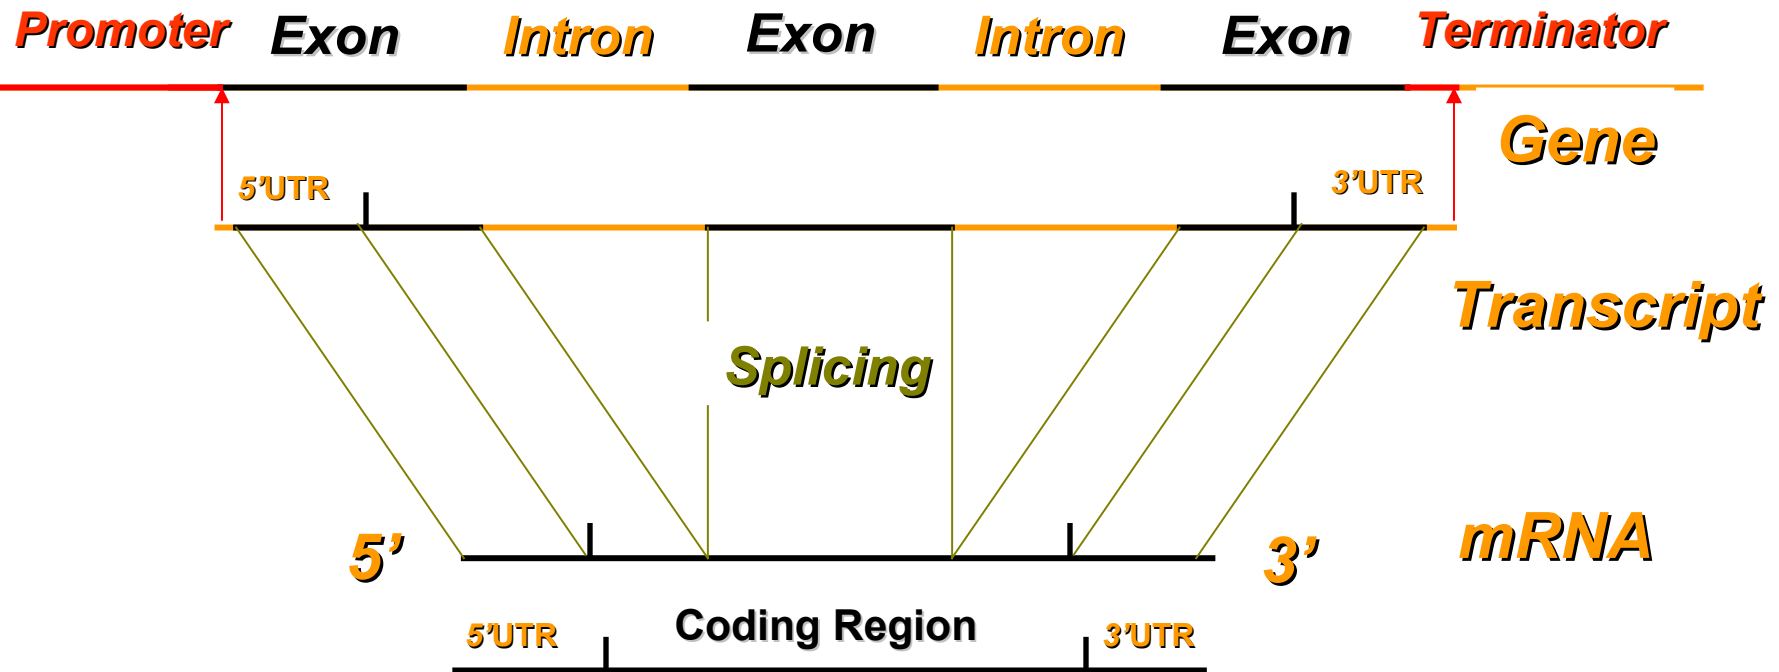 Promoter Exon Intron Exon Intron Exon Terminator
Gene
5’UTR 3’UTR
Transcript
Splicing
5’ 3’ mRNA
Coding Region
5’UTR 3’UTR